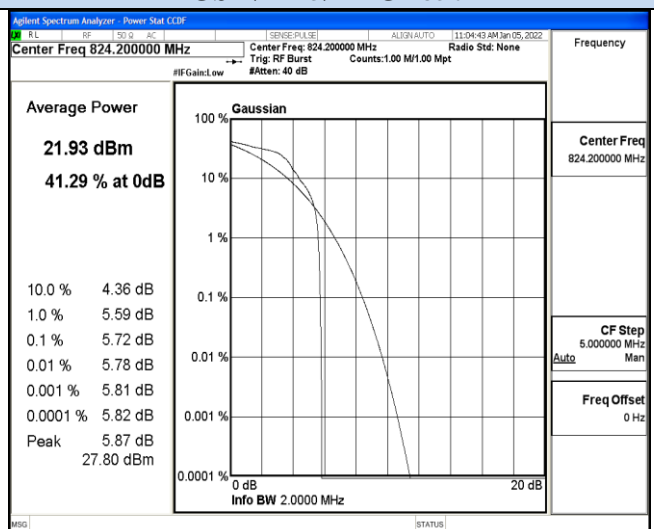 Agilent Spectrum Analyzer - Power Stat CCDF
RL RF 50 Ω AC SENSE:PULSE ALIGN AUTO 11:04:43 AM Jan 05, 2022
Center Freq 824.200000 MHz Center Freq: 824.200000 MHz Radio Std: None
Trig: RF Burst Counts:1.00 M/1.00 Mpt
#IFGain:Low #Atten: 40 dB
Frequency
Average Power
21.93 dBm
41.29 % at 0dB
10.0 % 4.36 dB
1.0 % 5.59 dB
0.1 % 5.72 dB
0.01 % 5.78 dB
0.001 % 5.81 dB
0.0001 % 5.82 dB
Peak 5.87 dB
27.80 dBm
Gaussian
100 %
10 %
1 %
0.1 %
0.01 %
0.001 %
0.0001 %
0 dB 20 dB
Info BW 2.0000 MHz
Center Freq
824.200000 MHz
CF Step
5.000000 MHz
Auto Man
Freq Offset
0 Hz
MSG STATUS